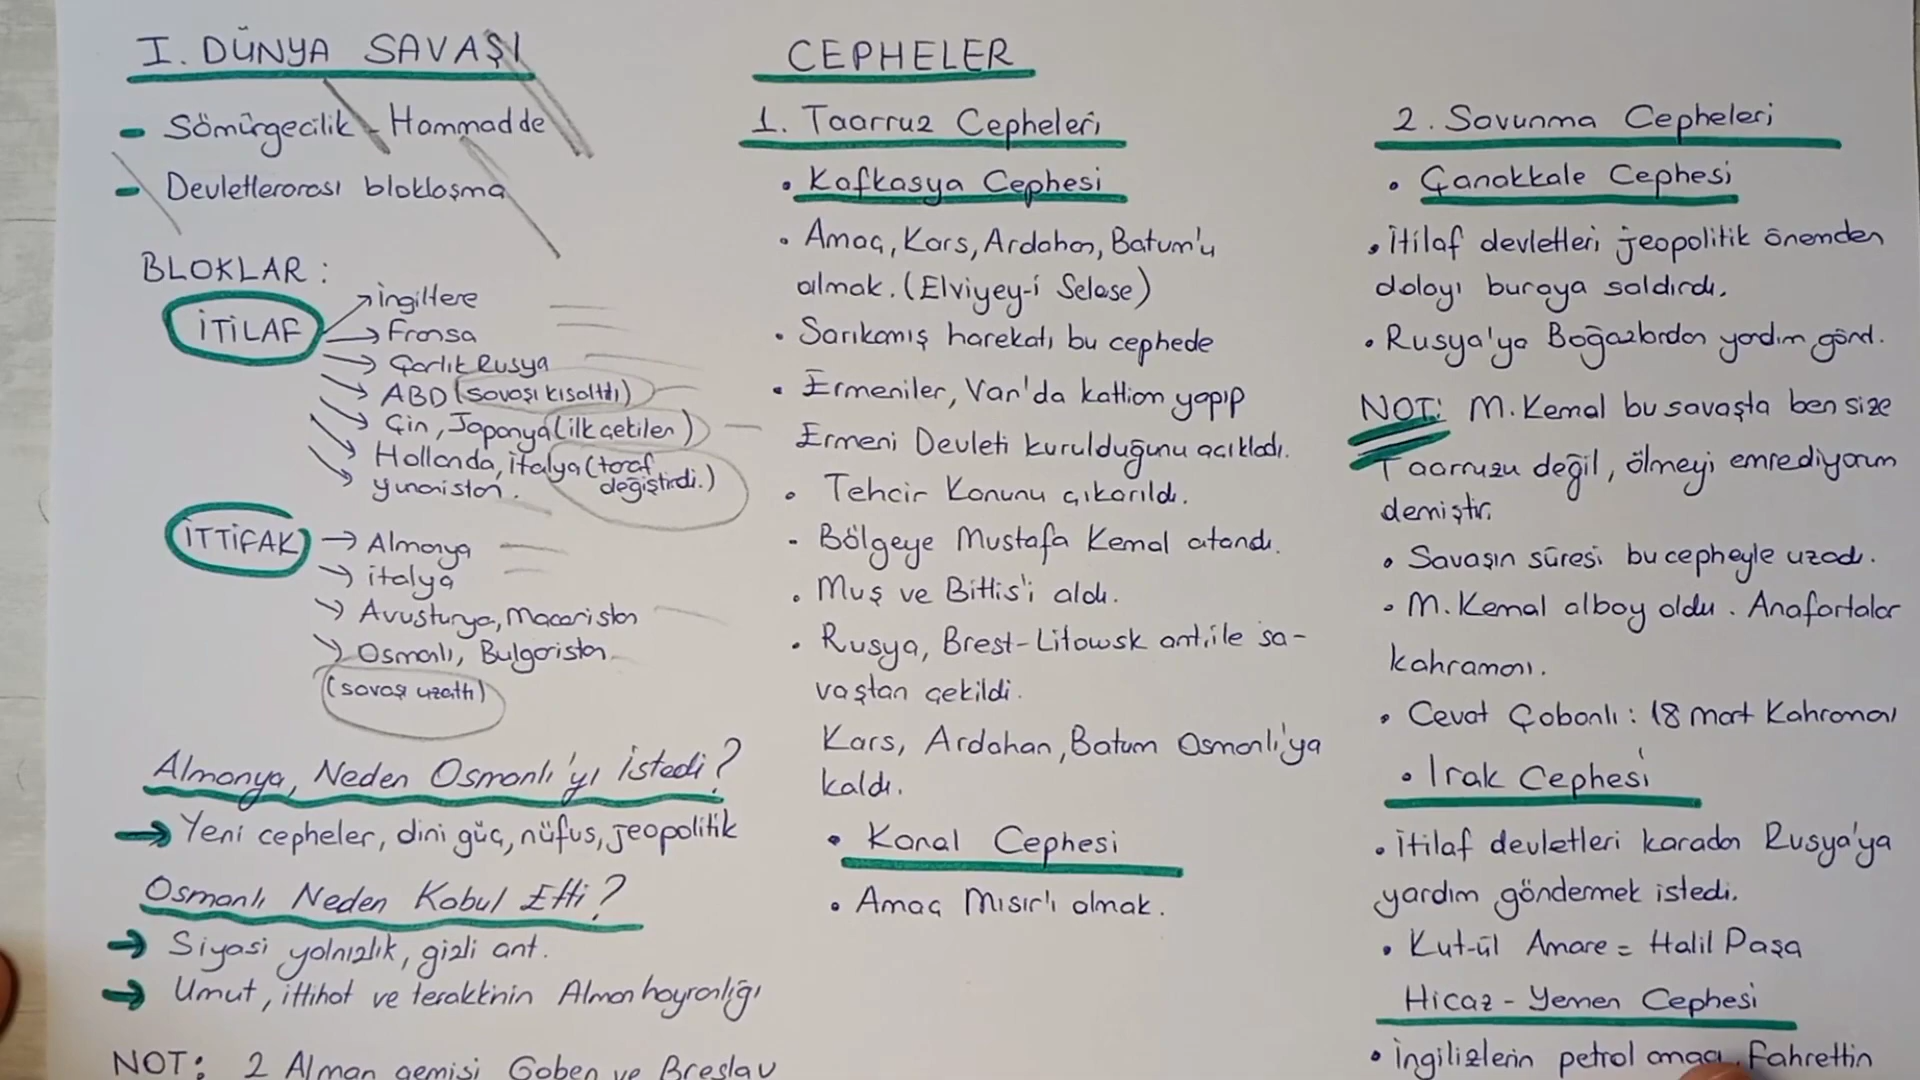 I. DÜNYA SAVAŞI
- Sömürgecilik - Hammadde
- Devletlerarası bloklaşma
BLOKLAR :
İTİLAF
→ İngiltere
→ Fransa
→ Çarlık Rusya
→ ABD (savaşı kısalttı)
→ Çin, Japonya (ilk çekilen)
→ Hollanda, İtalya (taraf değiştirdi.)
→ Yunanistan.
İTTİFAK
→ Almanya
→ İtalya
→ Avusturya, Macaristan
→ Osmanlı, Bulgaristan
(savaşı uzattı)
Almanya, Neden Osmanlı'yı İstedi?
→ Yeni cepheler, dini güç, nüfus, jeopolitik
Osmanlı Neden Kabul Etti?
→ Siyasi yalnızlık, gizli ant.
→ Umut, ittihat ve terakkinin Alman hayranlığı
NOT: 2 Alman gemisi Goben ve Breslav
CEPHELER
1. Taarruz Cepheleri
• Kafkasya Cephesi
• Amaç, Kars, Ardahan, Batum'u
almak. (Elviyey-i Selase)
• Sarıkamış harekatı bu cephede
• Ermeniler, Van'da katliam yapıp
Ermeni Devleti kurulduğunu açıkladı.
• Tehcir Kanunu çıkarıldı.
- Bölgeye Mustafa Kemal atandı.
• Muş ve Bitlis'i aldı.
• Rusya, Brest-Litowsk ant. ile sa-
vaştan çekildi.
Kars, Ardahan, Batum Osmanlı'ya
kaldı.
• Kanal Cephesi
• Amaç Mısır'ı almak.
2. Savunma Cepheleri
• Çanakkale Cephesi
• İtilaf devletleri jeopolitik önemden
dolayı buraya saldırdı.
• Rusya'ya Boğazlardan yardım gönd.
NOT: M. Kemal bu savaşta ben size
Taarruzu değil, ölmeyi emrediyorum
demiştir.
• Savaşın süresi bu cepheyle uzadı.
• M. Kemal albay oldu. Anafartalar
kahramanı.
• Cevat Çobanlı : 18 Mart Kahramanı
• Irak Cephesi
• İtilaf devletleri karadan Rusya'ya
yardım göndermek istedi.
• Kut-ül Amare = Halil Paşa
Hicaz - Yemen Cephesi
• İngilizlerin petrol amacı, Fahrettin